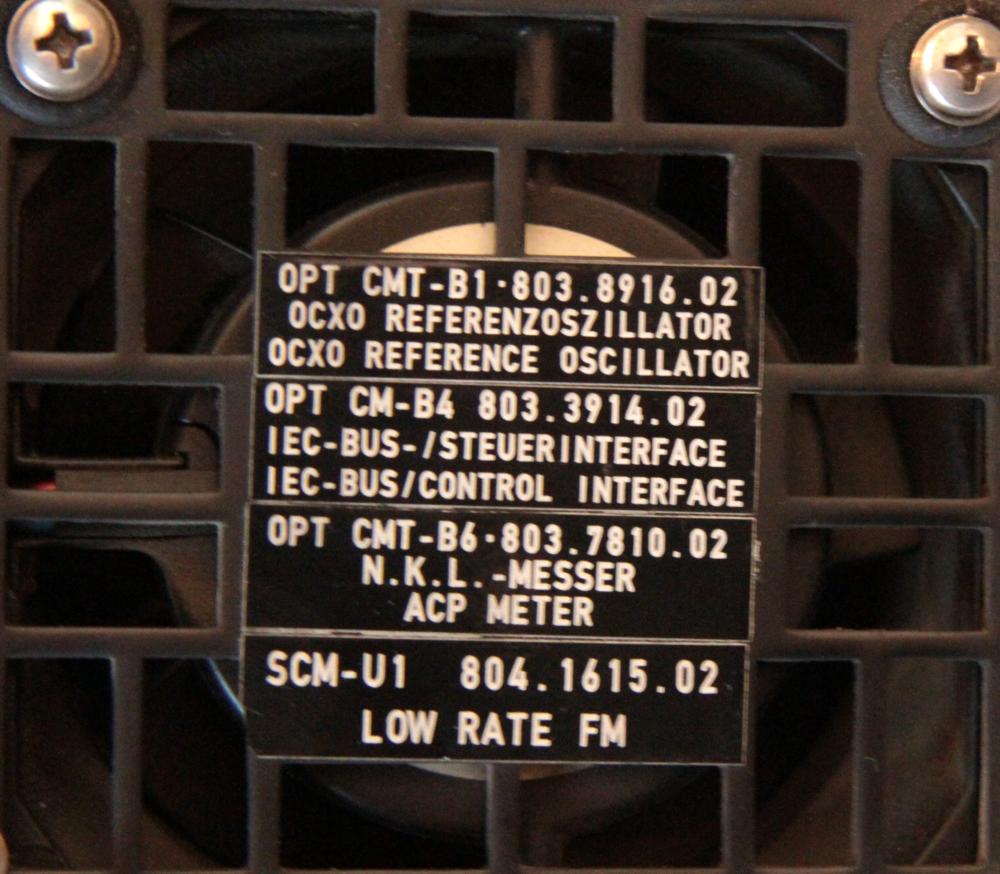 OPT CMT-B1·803.8916.02
OCXO REFERENZOSZILLATOR
OCXO REFERENCE OSCILLATOR
OPT CM-B4 803.3914.02
IEC-BUS-/STEUERINTERFACE
IEC-BUS/CONTROL INTERFACE
OPT CMT-B6·803.7810.02
N.K.L.-MESSER
ACP METER
SCM-U1 804.1615.02
LOW RATE FM